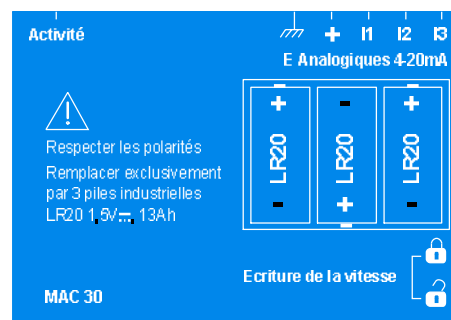 Activité
+ I1 I2 I3
E Analogiques 4-20mA
+ - +
LR20 LR20 LR20
- + -
Respecter les polarités
Remplacer exclusivement
par 3 piles industrielles
LR20 1,5V⎓, 13Ah
Ecriture de la vitesse
MAC 30